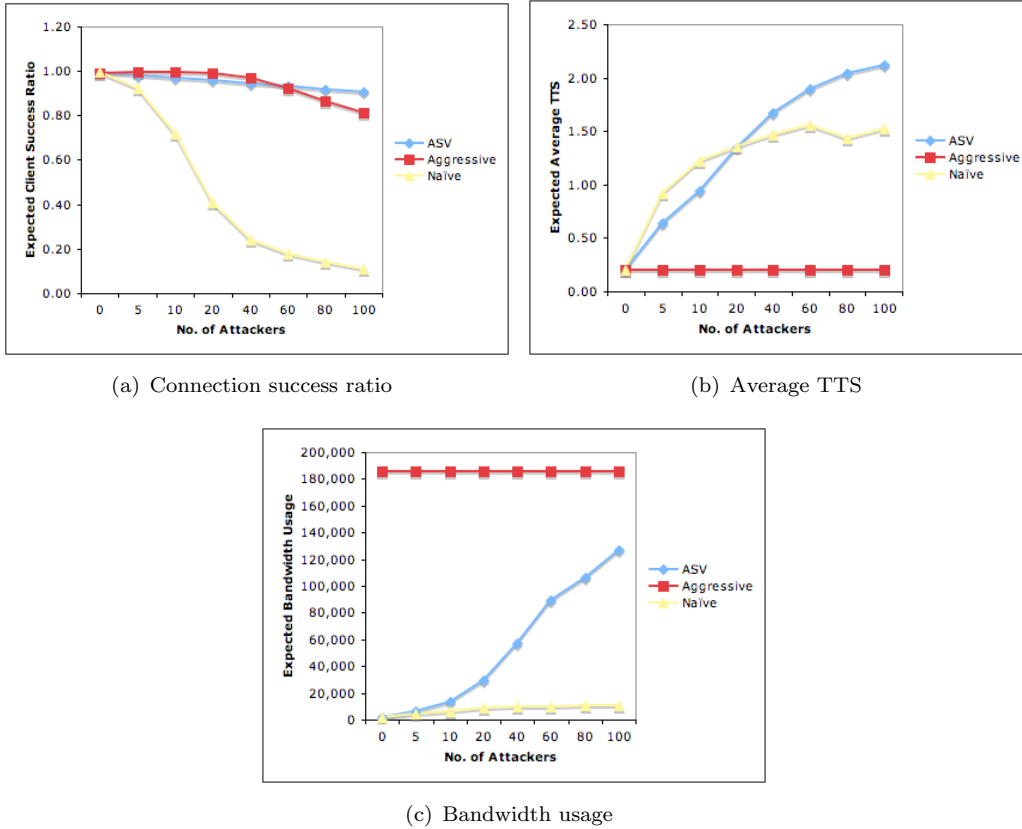 1.20
1.00
0.80
0.60
0.40
0.20
0.00
Expected Client Success Ratio
0 5 10 20 40 60 80 100
No. of Attackers
ASV
Aggressive
Naïve
(a) Connection success ratio
2.50
2.00
1.50
1.00
0.50
0.00
Expected Average TTS
0 5 10 20 40 60 80 100
No. of Attackers
ASV
Aggressive
Naïve
(b) Average TTS
200,000
180,000
160,000
140,000
120,000
100,000
80,000
60,000
40,000
20,000
0
Expected Bandwidth Usage
0 5 10 20 40 60 80 100
No. of Attackers
ASV
Aggressive
Naïve
(c) Bandwidth usage